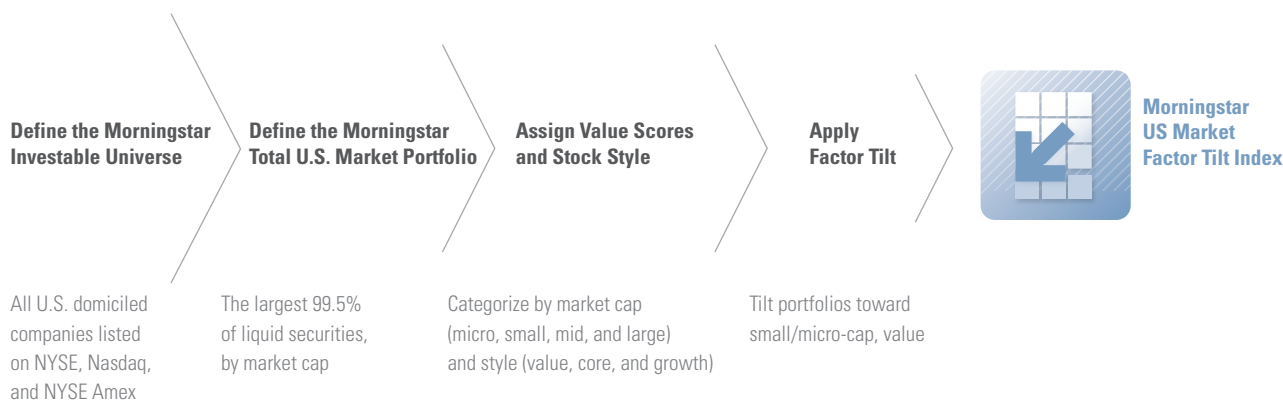 Define the Morningstar
Investable Universe
Define the Morningstar
Total U.S. Market Portfolio
Assign Value Scores
and Stock Style
Apply
Factor Tilt
Morningstar
US Market
Factor Tilt Index
All U.S. domiciled
companies listed
on NYSE, Nasdaq,
and NYSE Amex
The largest 99.5%
of liquid securities,
by market cap
Categorize by market cap
(micro, small, mid, and large)
and style (value, core, and growth)
Tilt portfolios toward
small/micro-cap, value